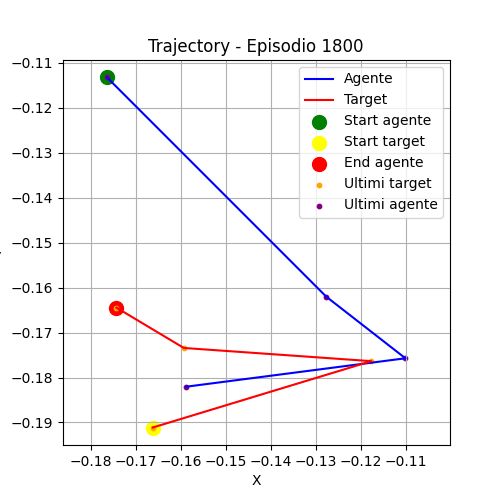 Trajectory - Episodio 1800
Agente
Target
Start agente
Start target
End agente
Ultimi target
Ultimi agente
−0.11
−0.12
−0.13
−0.14
−0.15
−0.16
−0.17
−0.18
−0.19
−0.18 −0.17 −0.16 −0.15 −0.14 −0.13 −0.12 −0.11
X